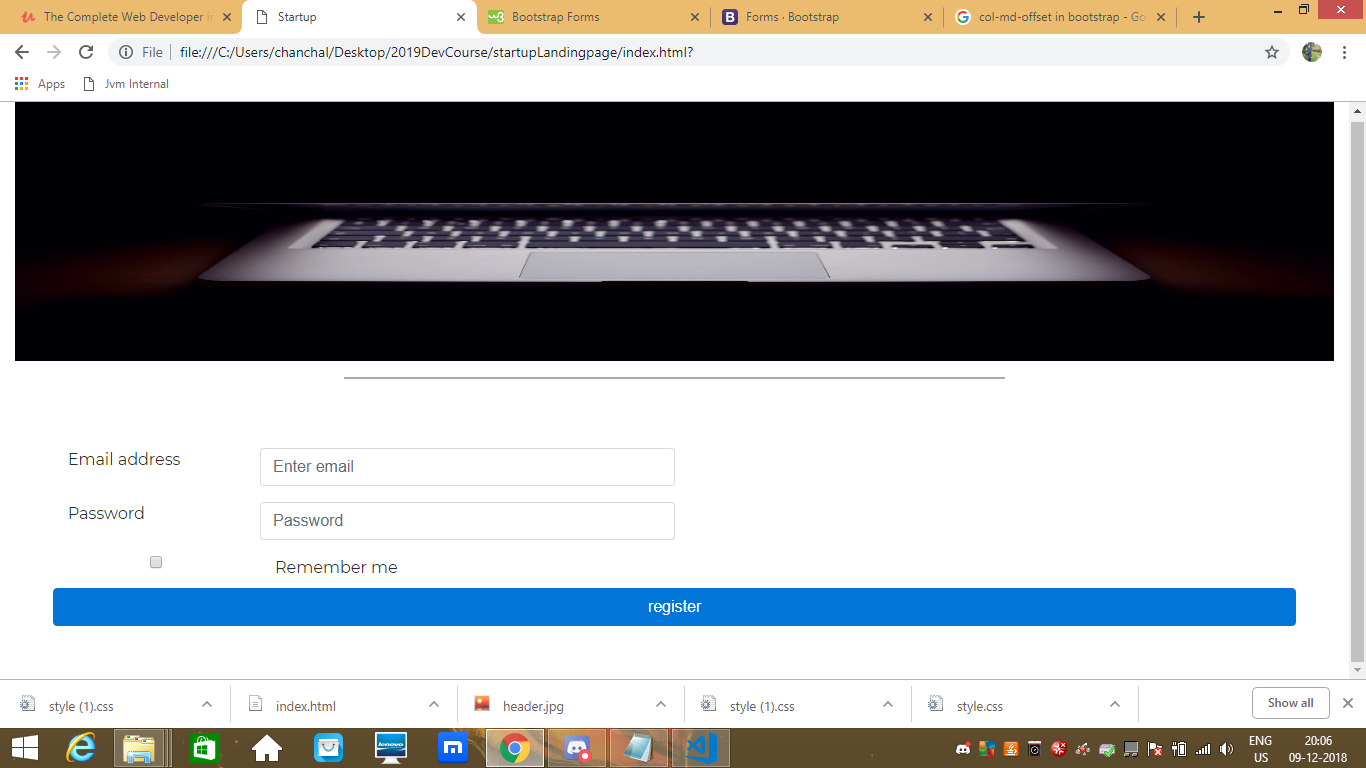 The Complete Web Developer in
Startup
w3
Bootstrap Forms
B
Forms · Bootstrap
G
col-md-offset in bootstrap - Go
File
file:///C:/Users/chanchal/Desktop/2019DevCourse/startupLandingpage/index.html?
Apps
Jvm Internal
Email address
Enter email
Password
Password
Remember me
register
style (1).css
index.html
header.jpg
style (1).css
style.css
Show all
lenovo
m
ENG
US
20:06
09-12-2018